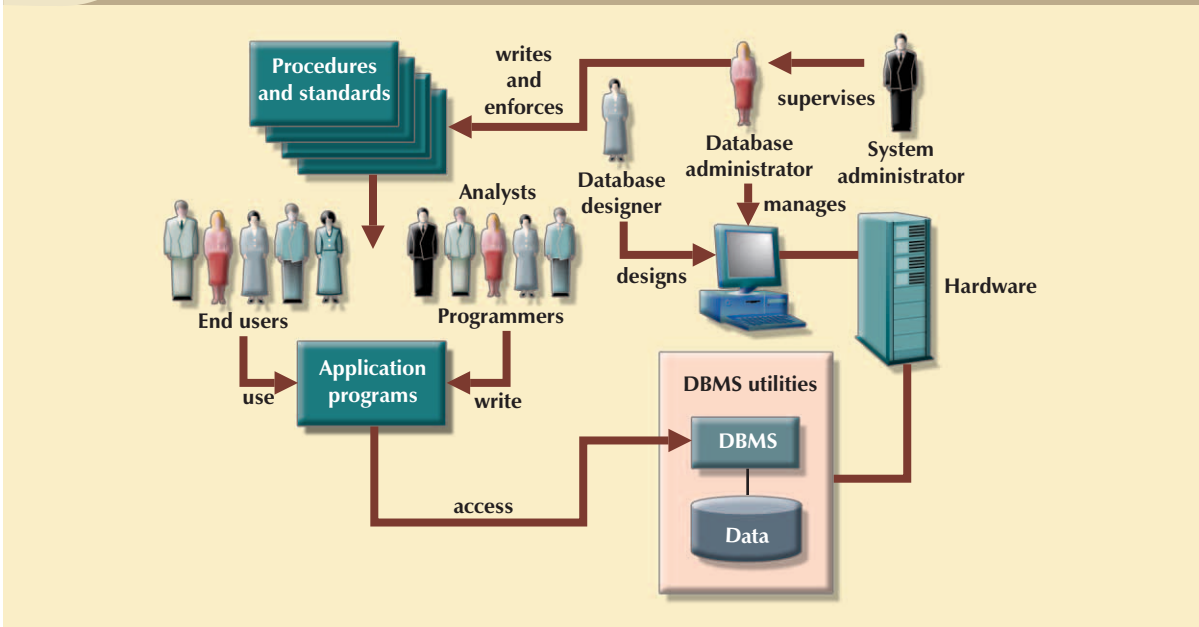 Procedures
and standards
writes
and
enforces
supervises
Database
administrator
System
administrator
Database
designer
manages
designs
Hardware
Analysts
End users
Programmers
use
Application
programs
write
access
DBMS utilities
DBMS
Data